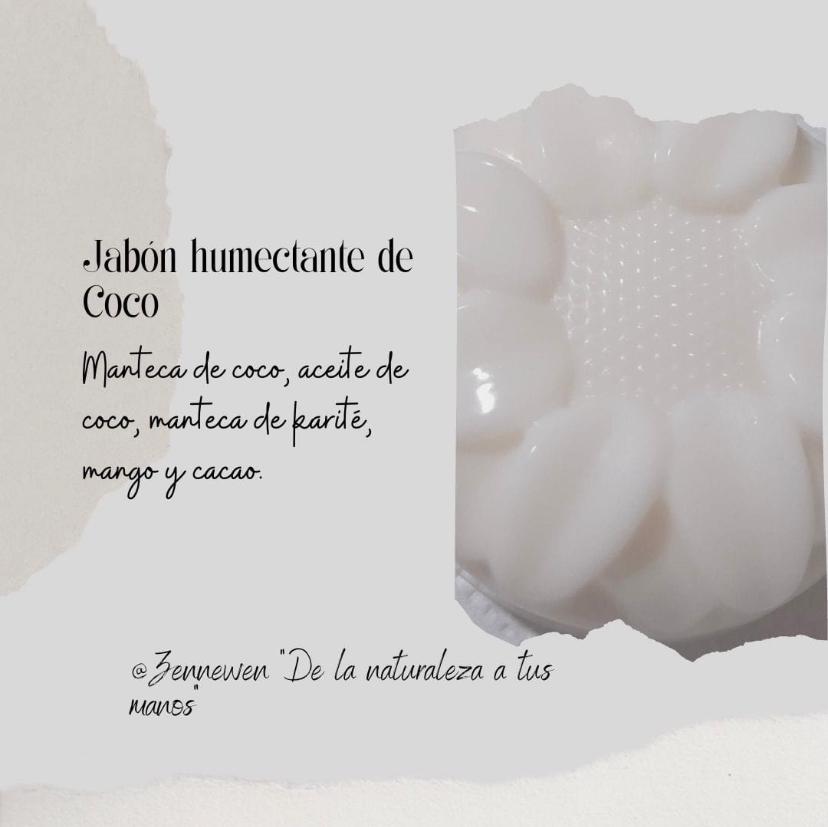 Jabón humectante de
Coco
Manteca de coco, aceite de
coco, manteca de karité,
mango y cacao.
@Zennewen "De la naturaleza a tus
manos"